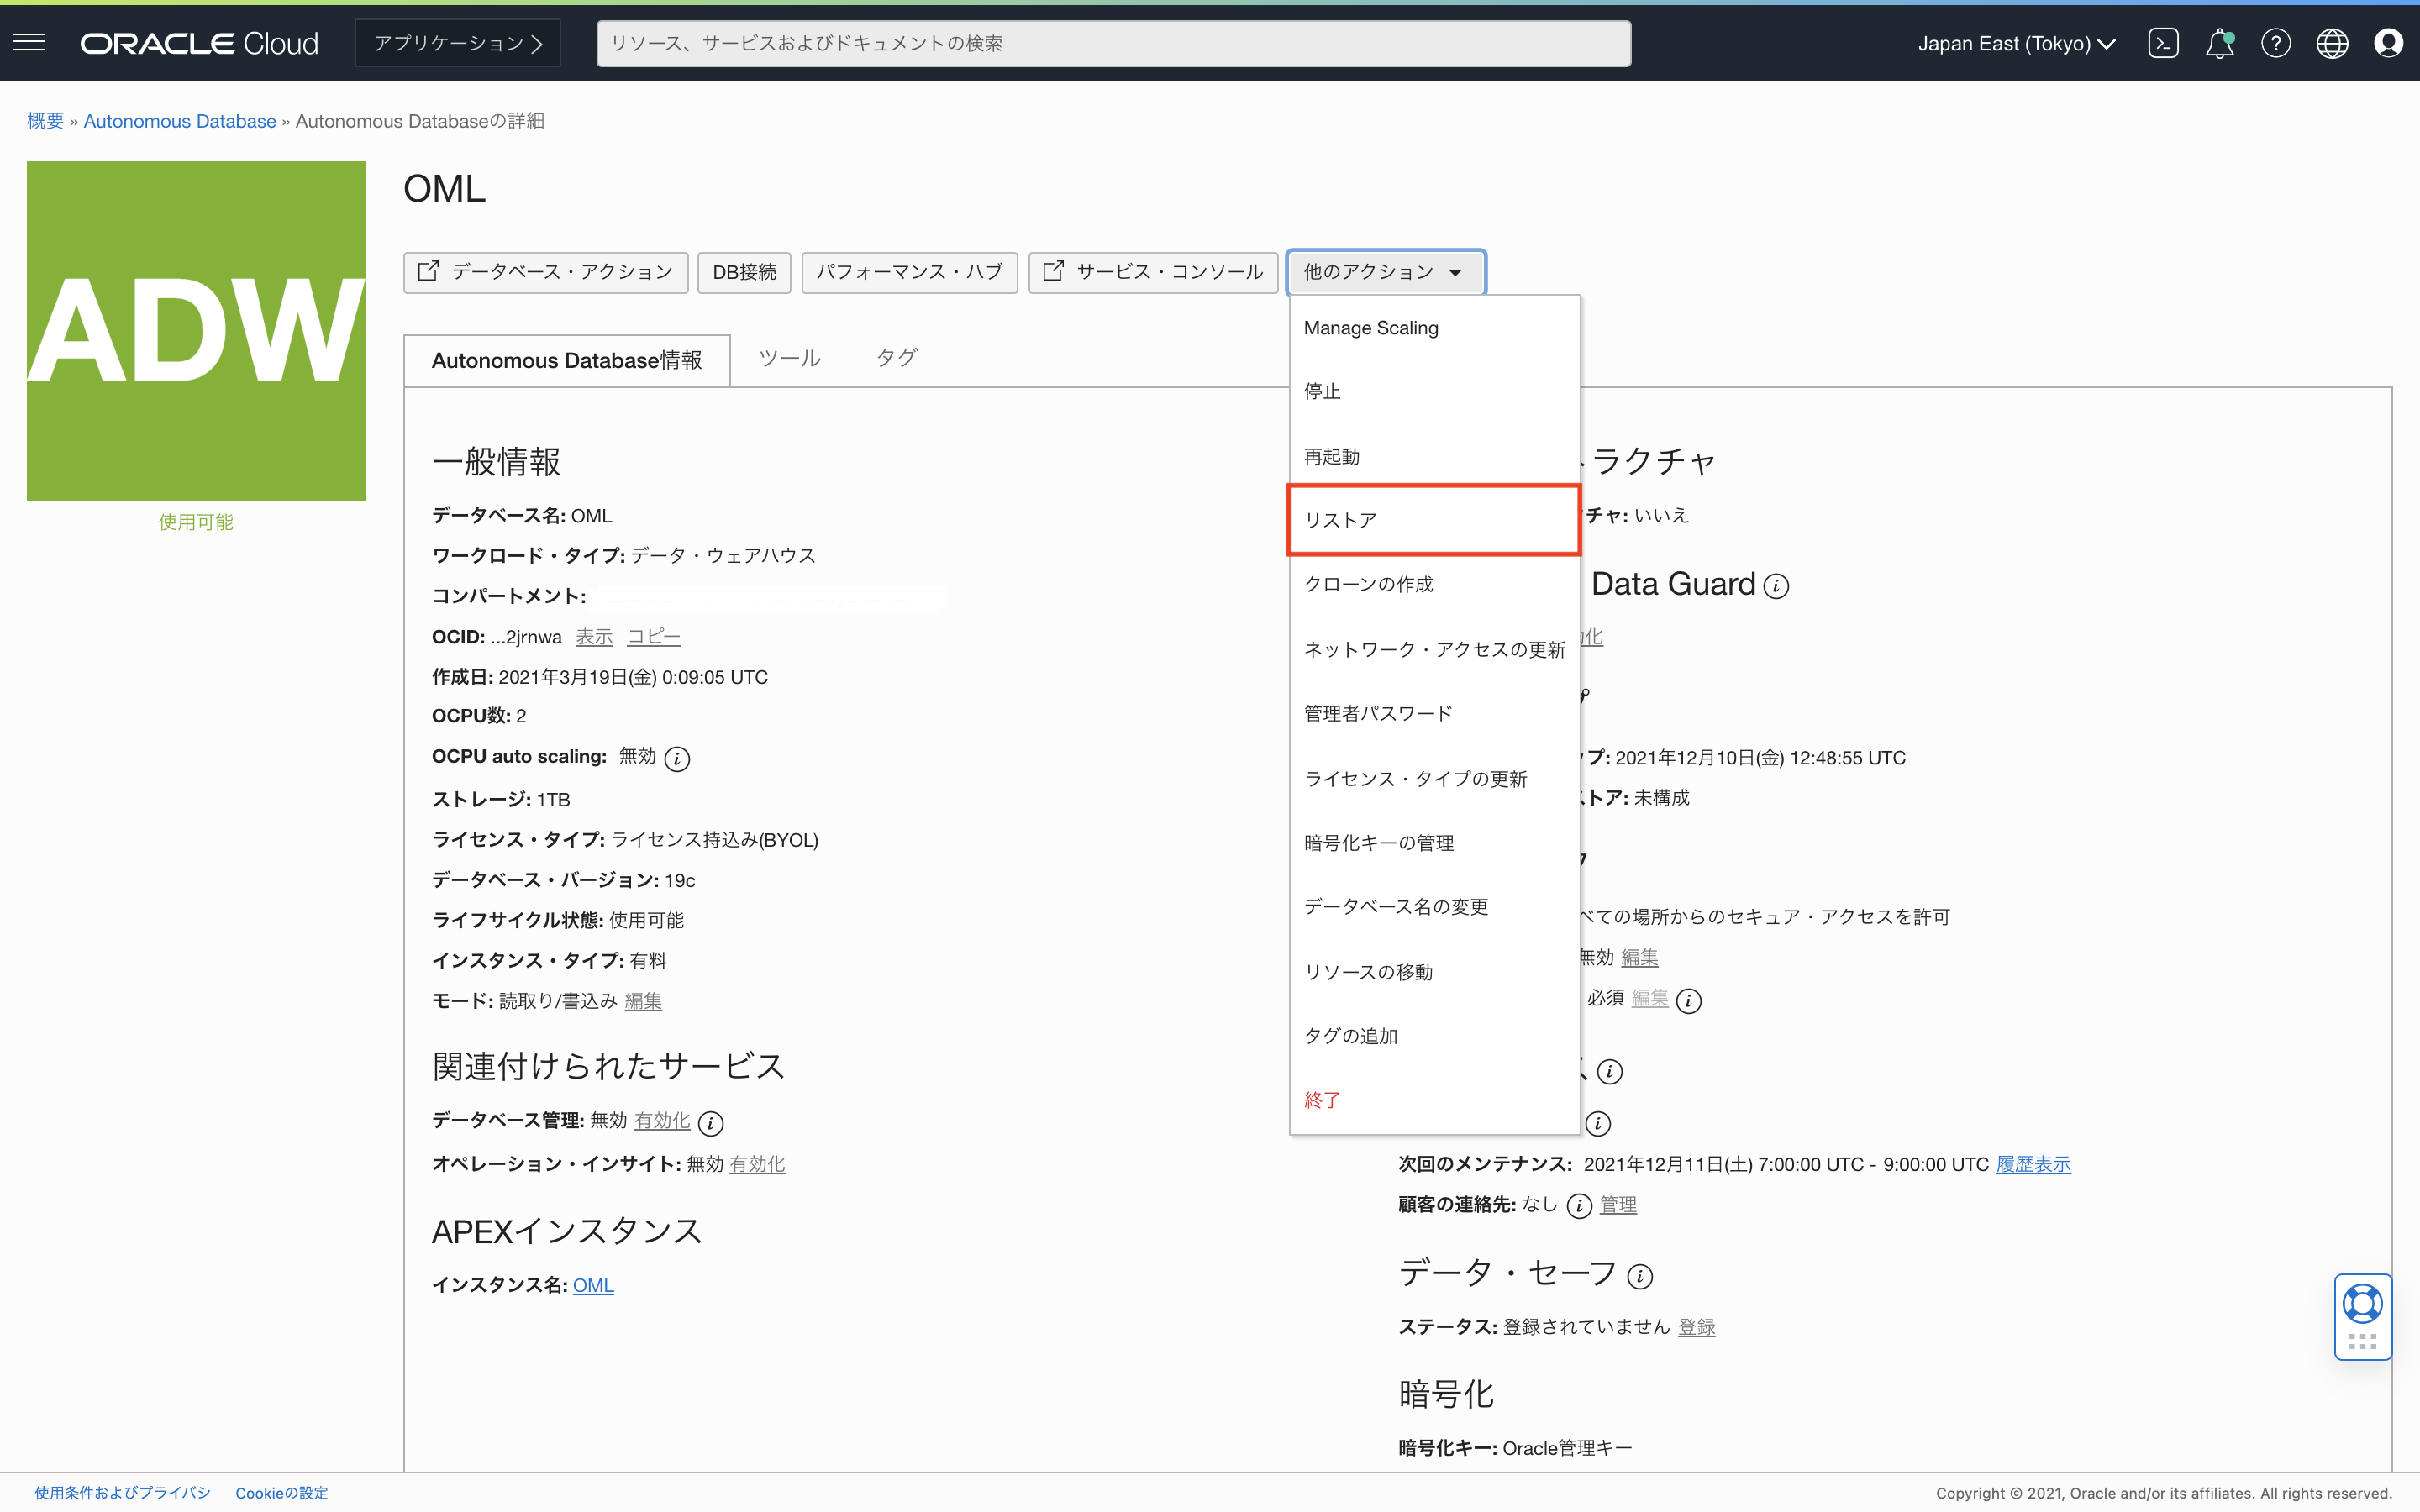 ORACLE Cloud
アプリケーション
リソース、サービスおよびドキュメントの検索
Japan East (Tokyo)
概要 » Autonomous Database » Autonomous Databaseの詳細
ADW
使用可能
OML
データベース・アクション
DB接続
パフォーマンス・ハブ
サービス・コンソール
他のアクション
Manage Scaling
停止
再起動
リストア
クローンの作成
ネットワーク・アクセスの更新
管理者パスワード
ライセンス・タイプの更新
暗号化キーの管理
データベース名の変更
リソースの移動
タグの追加
終了
Autonomous Database情報
ツール
タグ
一般情報
データベース名: OML
ワークロード・タイプ: データ・ウェアハウス
コンパートメント:
OCID: ...2jrnwa 表示 コピー
作成日: 2021年3月19日(金) 0:09:05 UTC
OCPU数: 2
OCPU auto scaling: 無効
ストレージ: 1TB
ライセンス・タイプ: ライセンス持込み(BYOL)
データベース・バージョン: 19c
ライフサイクル状態: 使用可能
インスタンス・タイプ: 有料
モード: 読取り/書込み 編集
関連付けられたサービス
データベース管理: 無効 有効化
オペレーション・インサイト: 無効 有効化
APEXインスタンス
インスタンス名: OML
ラクチャ
チャ: いいえ
Data Guard
化
プ: 2021年12月10日(金) 12:48:55 UTC
トア: 未構成
べての場所からのセキュア・アクセスを許可
無効 編集
必須 編集
次回のメンテナンス: 2021年12月11日(土) 7:00:00 UTC - 9:00:00 UTC 履歴表示
顧客の連絡先: なし 管理
データ・セーフ
ステータス: 登録されていません 登録
暗号化
暗号化キー: Oracle管理キー
使用条件およびプライバシ
Cookieの設定
Copyright © 2021, Oracle and/or its affiliates. All rights reserved.